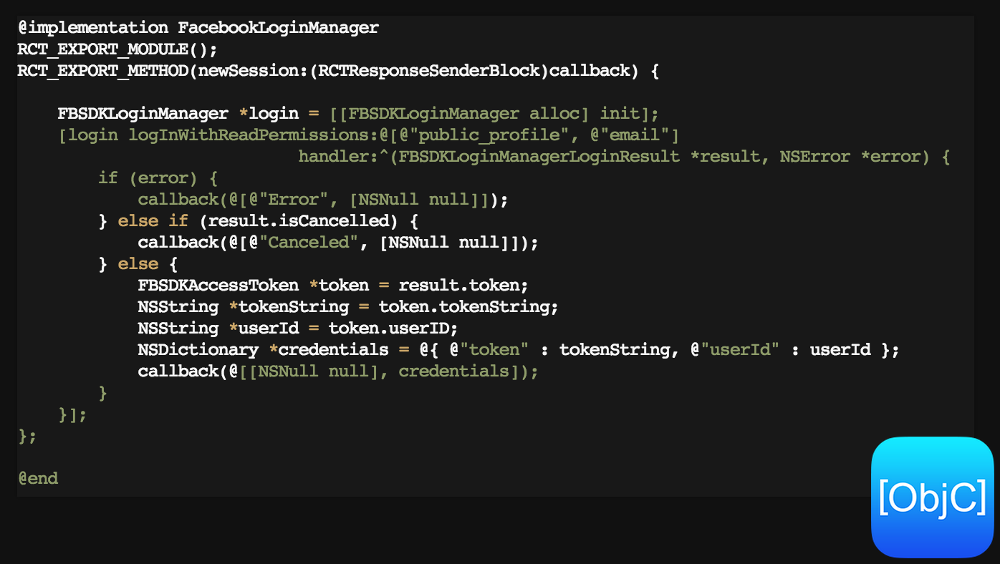 @implementation FacebookLoginManager
RCT_EXPORT_MODULE();
RCT_EXPORT_METHOD(newSession:(RCTResponseSenderBlock)callback) {
    FBSDKLoginManager *login = [[FBSDKLoginManager alloc] init];
    [login logInWithReadPermissions:@[@"public_profile", @"email"]
                            handler:^(FBSDKLoginManagerLoginResult *result, NSError *error) {
        if (error) {
            callback(@[@"Error", [NSNull null]]);
        } else if (result.isCancelled) {
            callback(@[@"Canceled", [NSNull null]]);
        } else {
            FBSDKAccessToken *token = result.token;
            NSString *tokenString = token.tokenString;
            NSString *userId = token.userID;
            NSDictionary *credentials = @{ @"token" : tokenString, @"userId" : userId };
            callback(@[[NSNull null], credentials]);
        }
    }];
};
@end
[ObjC]